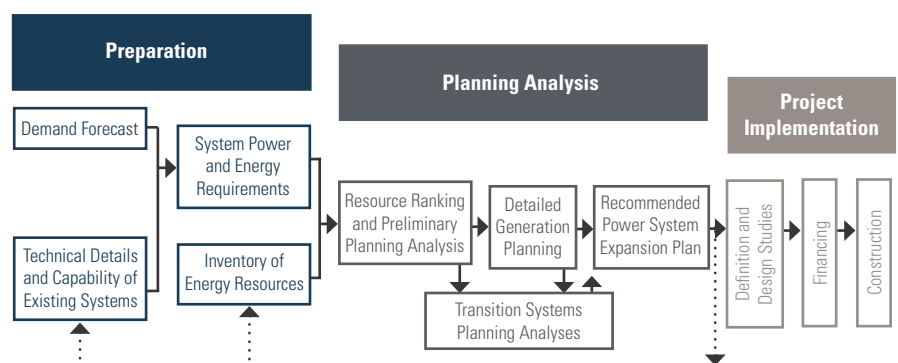 Preparation
Planning Analysis
Project
Implementation
Demand Forecast
System Power
and Energy
Requirements
Technical Details
and Capability of
Existing Systems
Inventory of
Energy Resources
Resource Ranking
and Preliminary
Planning Analysis
Detailed
Generation
Planning
Recommended
Power System
Expansion Plan
Transition Systems
Planning Analyses
Definition and
Design Studies
Financing
Construction